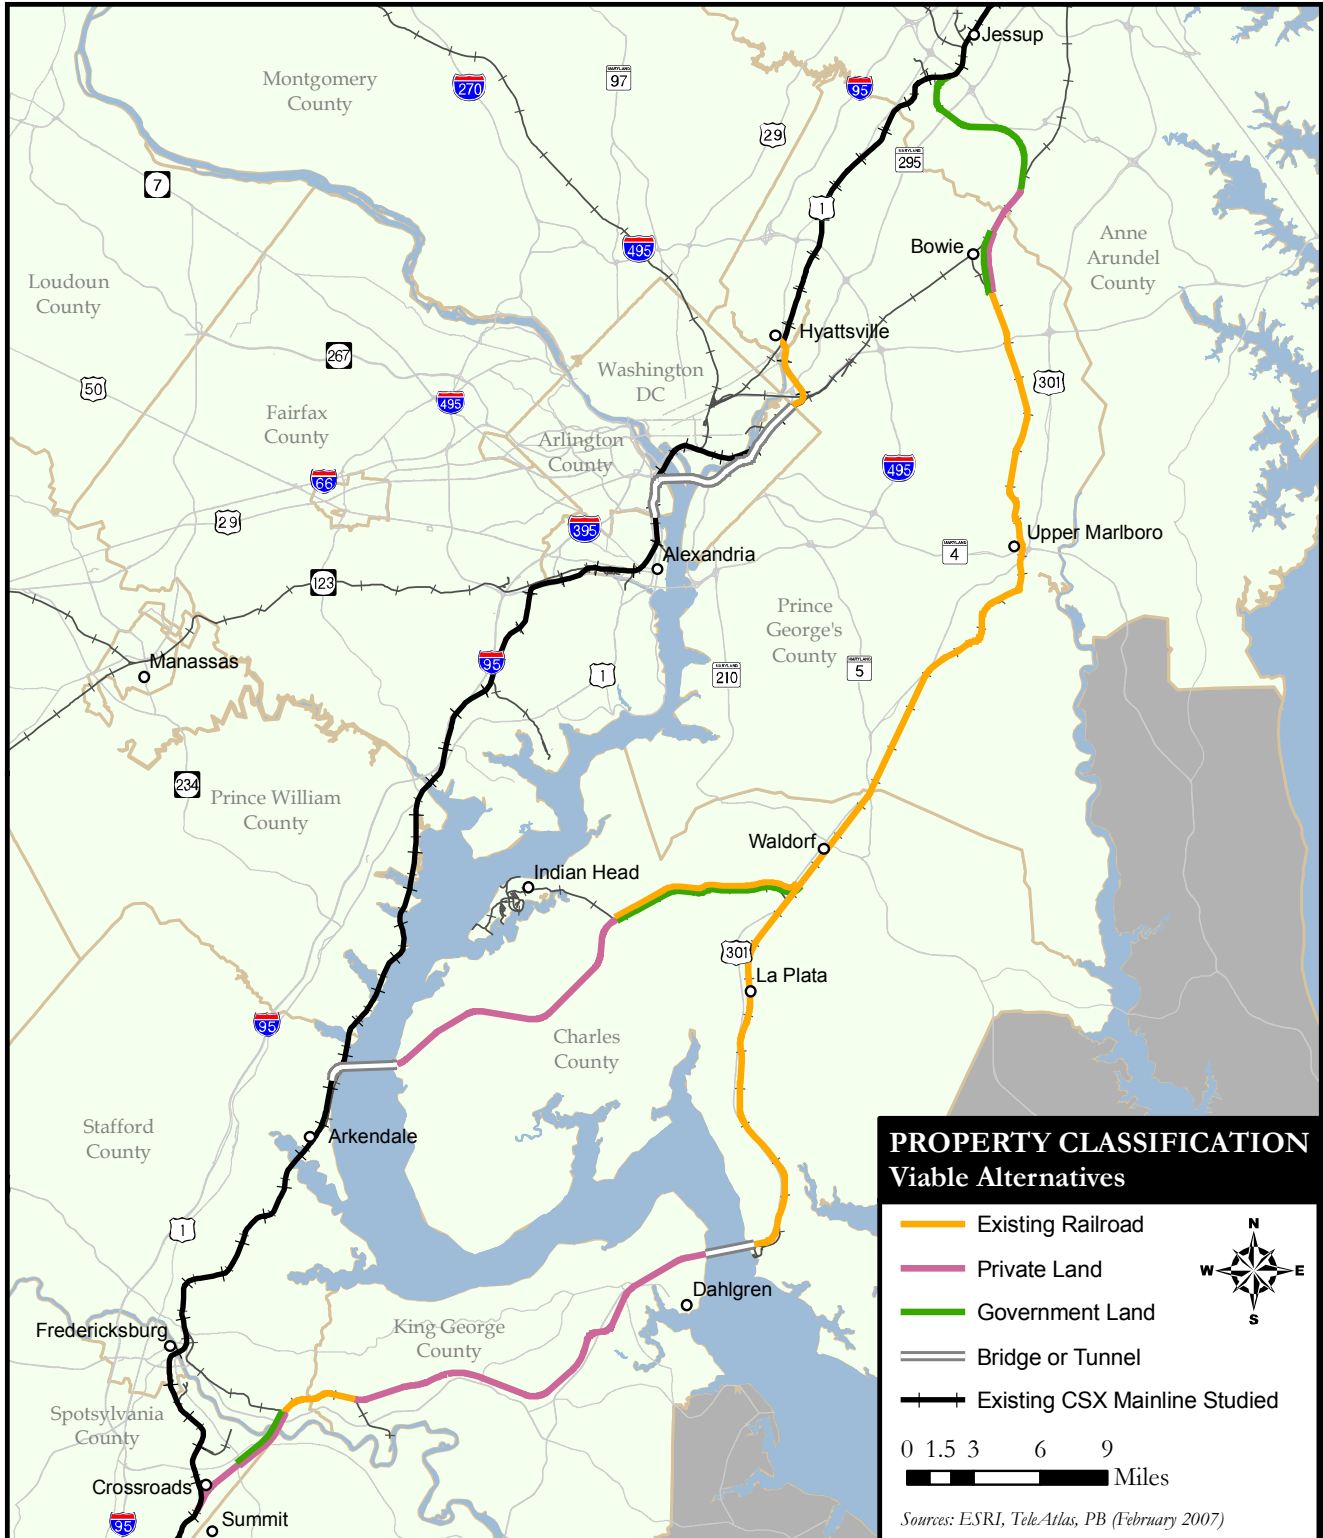 Jessup
Montgomery
County
270
MARYLAND
97
95
29
MARYLAND
295
7
1
495
Bowie
Anne
Arundel
County
Loudoun
County
Hyattsville
267
50
Washington
DC
301
495
Fairfax
County
Arlington
County
66
495
29
395
Upper Marlboro
MARYLAND
4
Alexandria
123
Prince
George's
County
Manassas
95
1
MARYLAND
210
MARYLAND
5
234
Prince William
County
Waldorf
Indian Head
301
La Plata
95
Charles
County
Stafford
County
Arkendale
1
Dahlgren
Fredericksburg
King George
County
Spotsylvania
County
Crossroads
Summit
95
PROPERTY CLASSIFICATION
Viable Alternatives
Existing Railroad
Private Land
Government Land
Bridge or Tunnel
Existing CSX Mainline Studied
N
W E
S
0 1.5 3 6 9
Miles
Sources: ESRI, TeleAtlas, PB (February 2007)